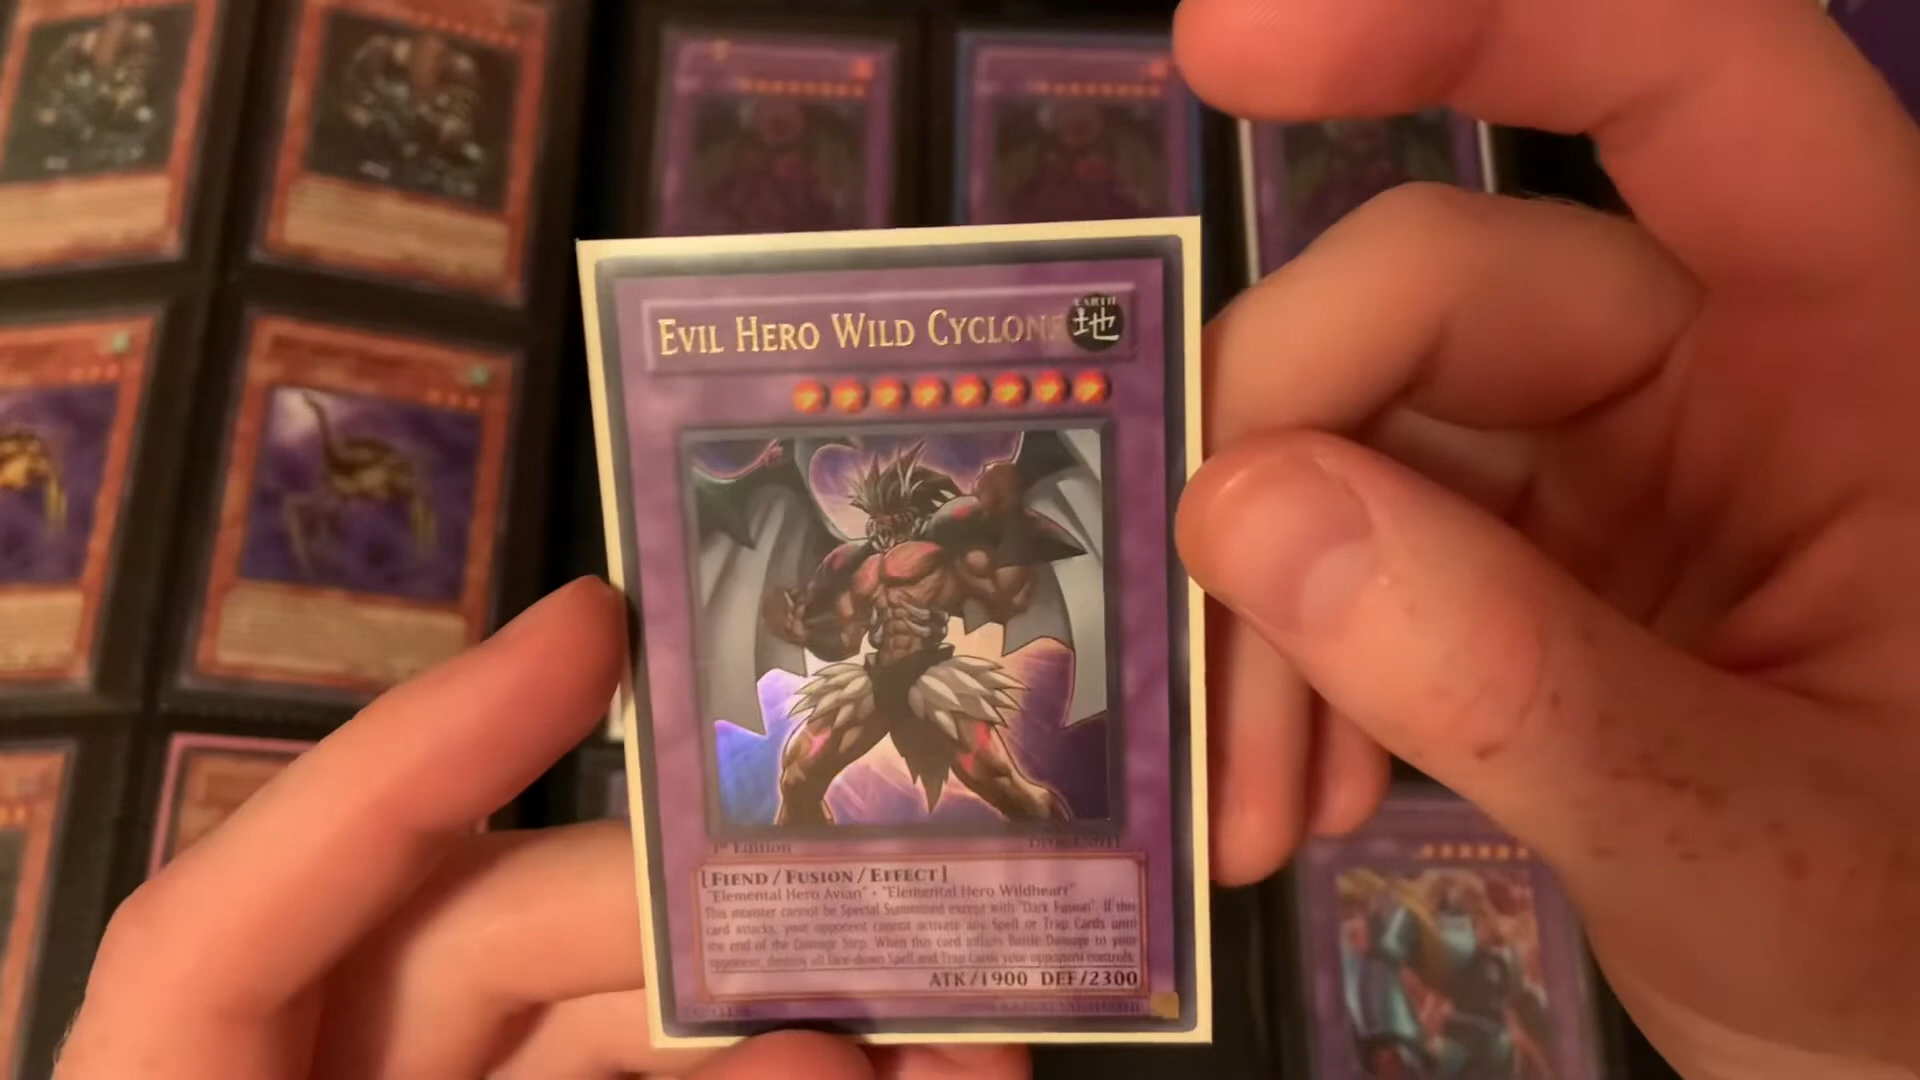 EVIL HERO WILD CYCLONE
EARTH
地
1st Edition
[FIEND / FUSION / EFFECT]
"Elemental Hero Avian" - "Elemental Hero Wildheart"
This monster cannot be Special Summoned except with "Dark Fusion". If this
card attacks, your opponent cannot activate any Spell or Trap Cards until
the end of the Damage Step. When this card inflicts Battle Damage to your
opponent, destroy all face-down Spell and Trap Cards your opponent controls.
ATK/1900 DEF/2300